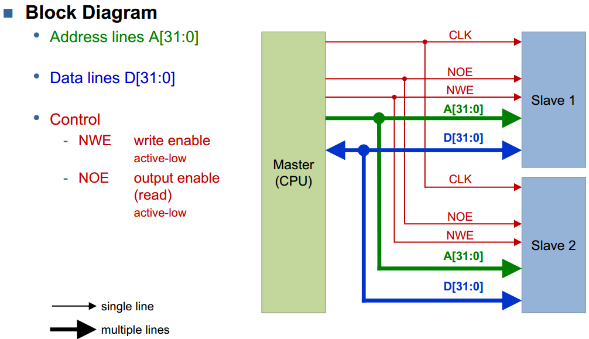 Block Diagram
Address lines A[31:0]
Data lines D[31:0]
Control
- NWE write enable
active-low
- NOE output enable
(read)
active-low
single line
multiple lines
Master
(CPU)
CLK
NOE
NWE
A[31:0]
D[31:0]
Slave 1
CLK
NOE
NWE
A[31:0]
D[31:0]
Slave 2